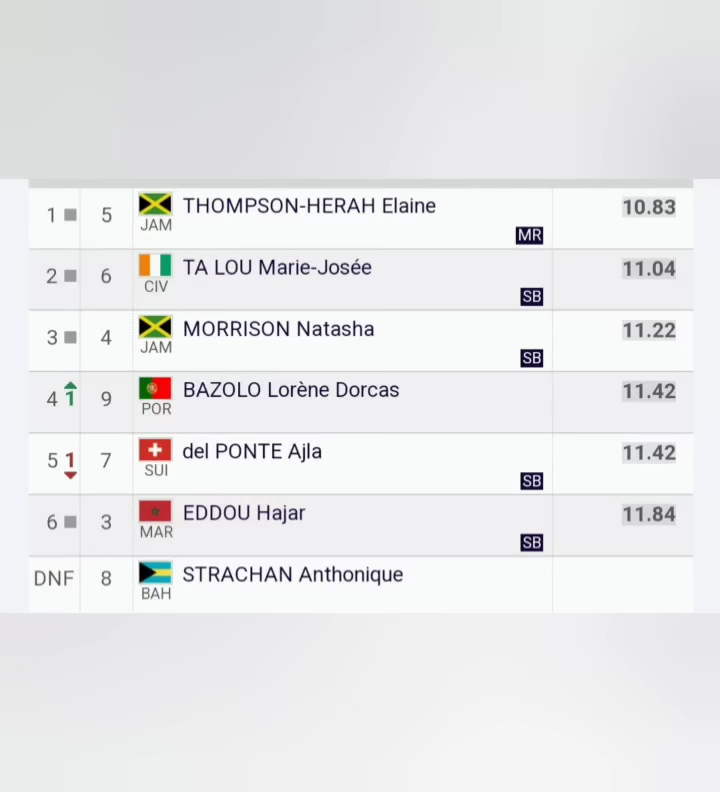 1 5 THOMPSON-HERAH Elaine 10.83
JAM MR
2 6 TA LOU Marie-Josée 11.04
CIV SB
3 4 MORRISON Natasha 11.22
JAM SB
4 1 9 BAZOLO Lorène Dorcas 11.42
POR
5 1 7 del PONTE Ajla 11.42
SUI SB
6 3 EDDOU Hajar 11.84
MAR SB
DNF 8 STRACHAN Anthonique
BAH